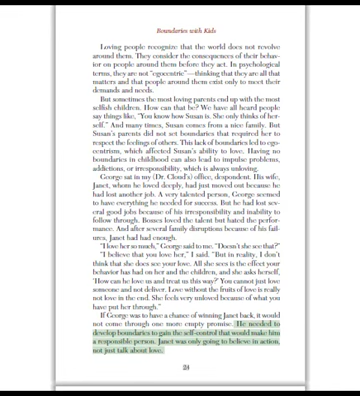 Boundaries with Kids
Loving people recognize that the world does not revolve
around them. They consider the consequences of their behav-
ior on people around them before they act. In psychological
terms, they are not "egocentric"—thinking that they are all that
matters and that people around them exist only to meet their
demands and needs.
But sometimes the most loving parents end up with the most
selfish children. How can that be? We have all heard people
say things like, "You know how Susan is. She only thinks of her-
self." And many times, Susan comes from a nice family. But
Susan's parents did not set boundaries that required her to
respect the feelings of others. This lack of boundaries led to ego-
centrism, which affected Susan's ability to love. Having no
boundaries in childhood can also lead to impulse problems,
addictions, or irresponsibility, which is always unloving.
George sat in my (Dr. Cloud's) office, despondent. His wife,
Janet, whom he loved deeply, had just moved out because he
had lost another job. A very talented person, George seemed
to have everything he needed for success. But he had lost sev-
eral good jobs because of his irresponsibility and inability to
follow through. Bosses loved the talent but hated the perfor-
mance. And after several family disruptions because of his fail-
ures, Janet had had enough.
"I love her so much," George said to me. "Doesn't she see that?"
"I believe that you love her," I said. "But in reality, I don't
think that she does see your love. All she sees is the effect your
behavior has had on her and the children, and she asks herself,
'How can he love us and treat us this way?' You cannot just love
someone and not deliver. Love without the fruits of love is really
not love in the end. She feels very unloved because of what you
have put her through."
If George was to have a chance of winning Janet back, it would
not come through one more empty promise. He needed to
develop boundaries to gain the self-control that would make him
a responsible person. Janet was only going to believe in action,
not just talk about love.
24